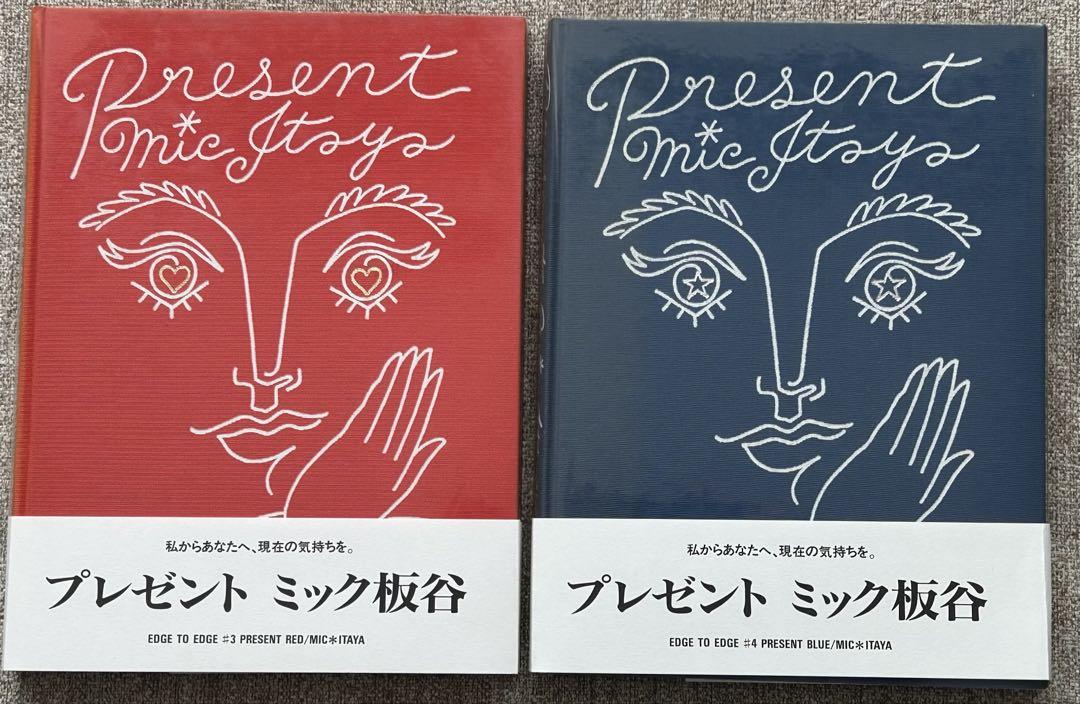 Present
mic*Itaya
私からあなたへ、現在の気持ちを。
プレゼント ミック板谷
EDGE TO EDGE #3 PRESENT RED/MIC*ITAYA
Present
mic*Itaya
私からあなたへ、現在の気持ちを。
プレゼント ミック板谷
EDGE TO EDGE #4 PRESENT BLUE/MIC*ITAYA